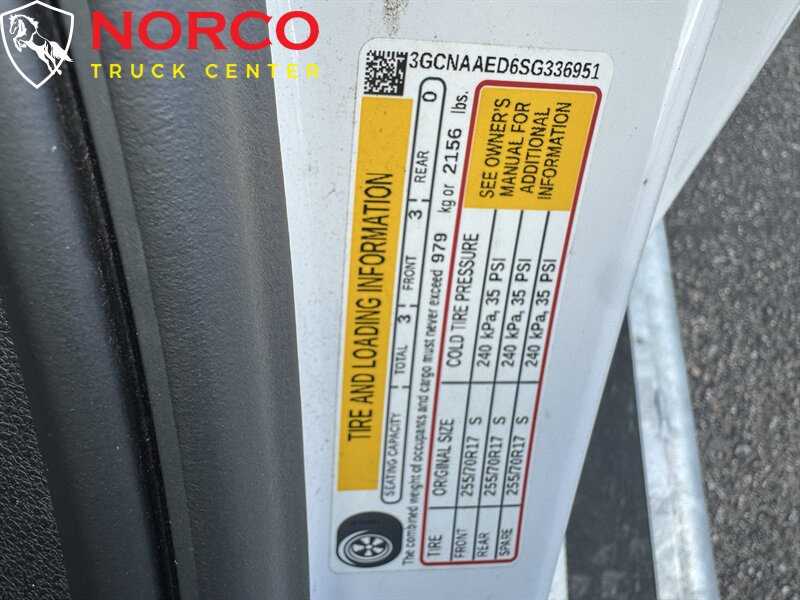 NORCO
TRUCK CENTER
3GCNAAED6SG336951
TIRE AND LOADING INFORMATION
SEATING CAPACITY TOTAL 3 FRONT 3 REAR 0
The combined weight of occupants and cargo must never exceed 979 kg or 2156 lbs.
TIRE ORIGINAL SIZE COLD TIRE PRESSURE
FRONT 255/70R17 S 240 kPa, 35 PSI
REAR 255/70R17 S 240 kPa, 35 PSI
SPARE 255/70R17 S 240 kPa, 35 PSI
SEE OWNER'S
MANUAL FOR
ADDITIONAL
INFORMATION